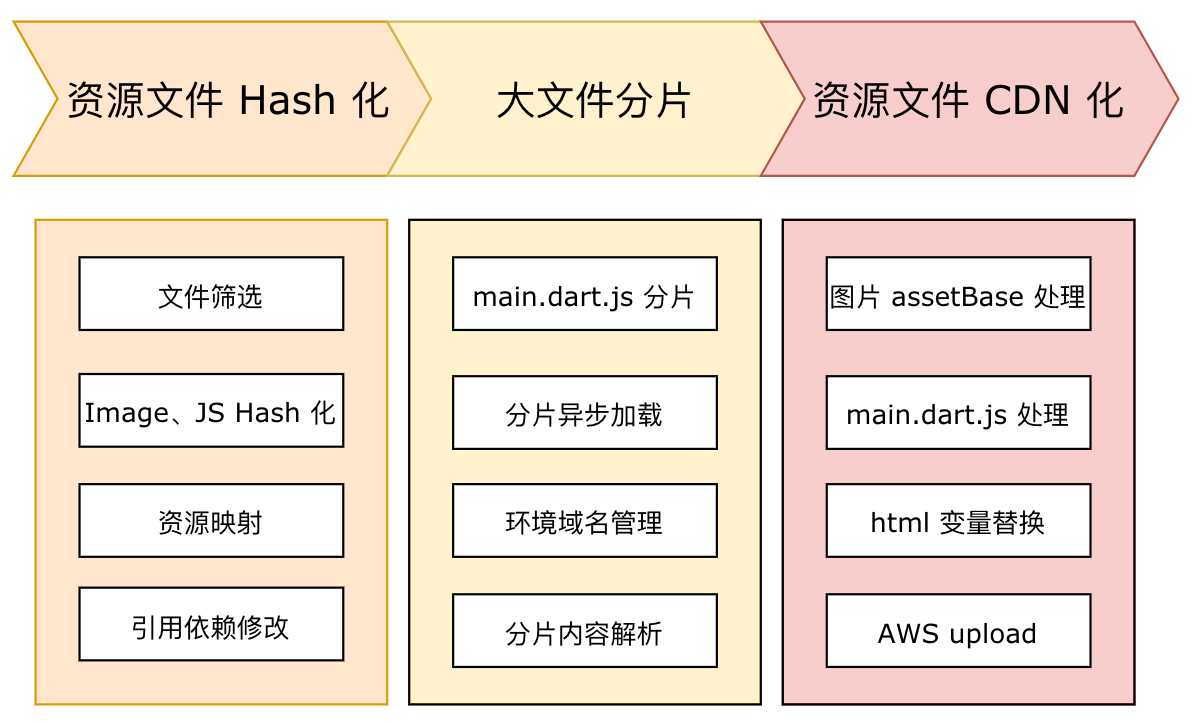 资源文件 Hash 化
大文件分片
资源文件 CDN 化
文件筛选
Image、JS Hash 化
资源映射
引用依赖修改
main.dart.js 分片
分片异步加载
环境域名管理
分片内容解析
图片 assetBase 处理
main.dart.js 处理
html 变量替换
AWS upload